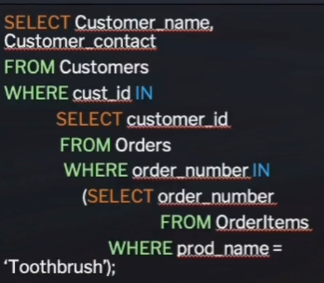 SELECT Customer_name,
Customer_contact
FROM Customers
WHERE cust_id IN
SELECT customer_id
FROM Orders
WHERE order_number IN
(SELECT order_number
FROM OrderItems
WHERE prod_name =
‘Toothbrush’);